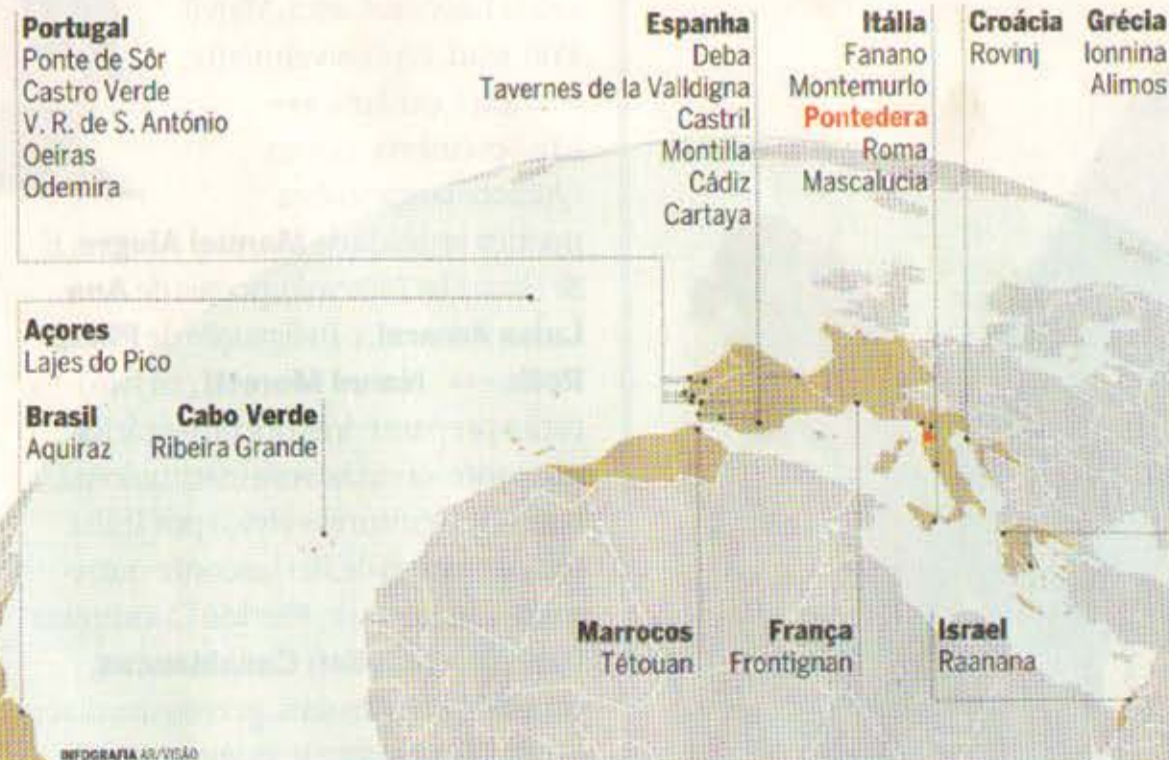 Portugal
Ponte de Sôr
Castro Verde
V. R. de S. António
Oeiras
Odemira
Espanha
Deba
Tavernes de la Valldigna
Castril
Montilla
Cádiz
Cartaya
Itália
Fanano
Montemurlo
Pontedera
Roma
Mascalucia
Croácia
Rovinj
Grécia
Ionnina
Alimos
Açores
Lajes do Pico
Brasil
Aquiraz
Cabo Verde
Ribeira Grande
Marrocos
Tétouan
França
Frontignan
Israel
Raanana
INFOGRAFIA AR/VISÃO
Manuel Alegre